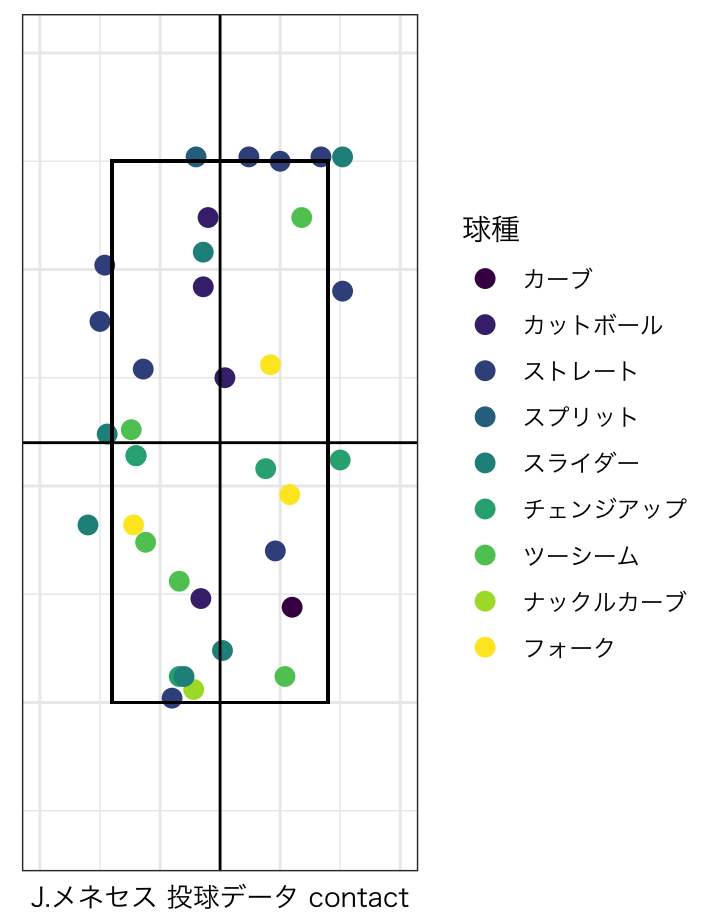 球種
カーブ
カットボール
ストレート
スプリット
スライダー
チェンジアップ
ツーシーム
ナックルカーブ
フォーク
J.メネセス 投球データ contact